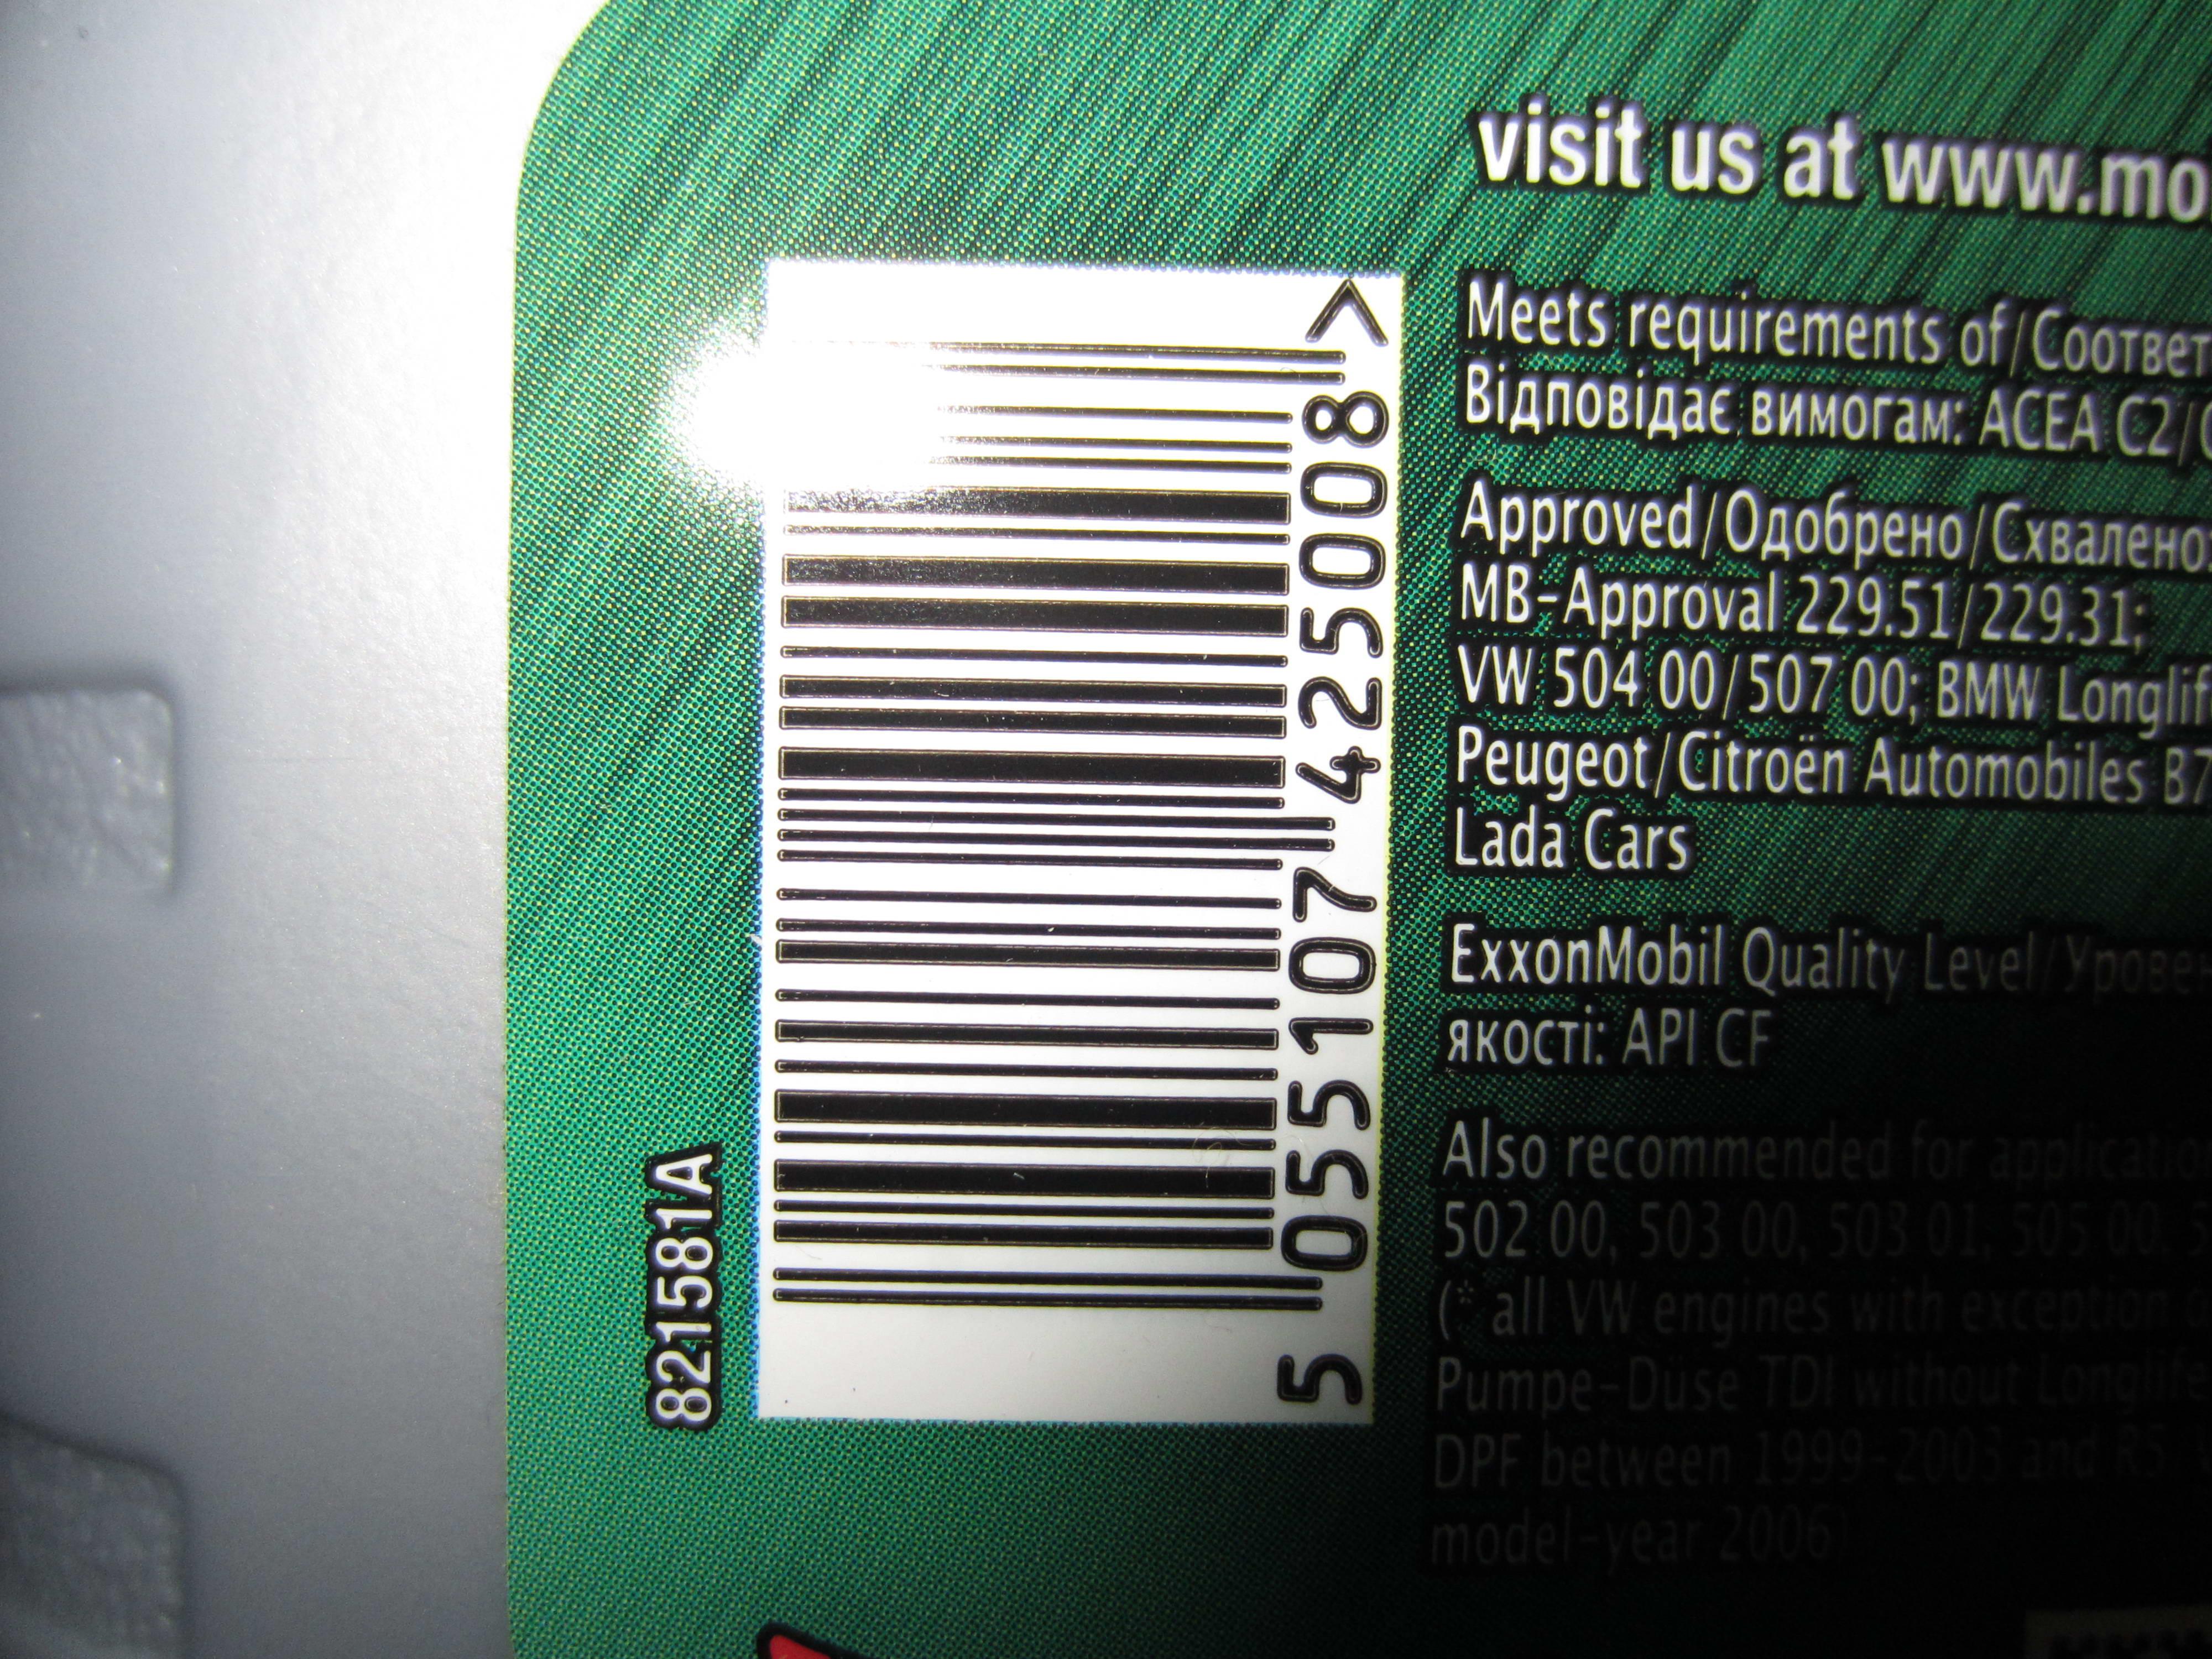 visit us at www.mo
Meets requirements of/Соответ
Відповідає вимогам: ACEA C2/
Approved/Одобрено/Схвалено:
MB-Approval 229.51/229.31;
VW 504 00/507 00; BMW Longlif
Peugeot/Citroën Automobiles B7
Lada Cars
ExxonMobil Quality Level/Уровен
якості: API CF
Also recommended for applicatio
502 00, 503 00, 503 01, 505 00, 5
(* all VW engines with exception o
Pumpe-Düse TDI without Longlife
DPF between 1999-2003 and R5,
model-year 2006)
5 055107 425008 >
821581A